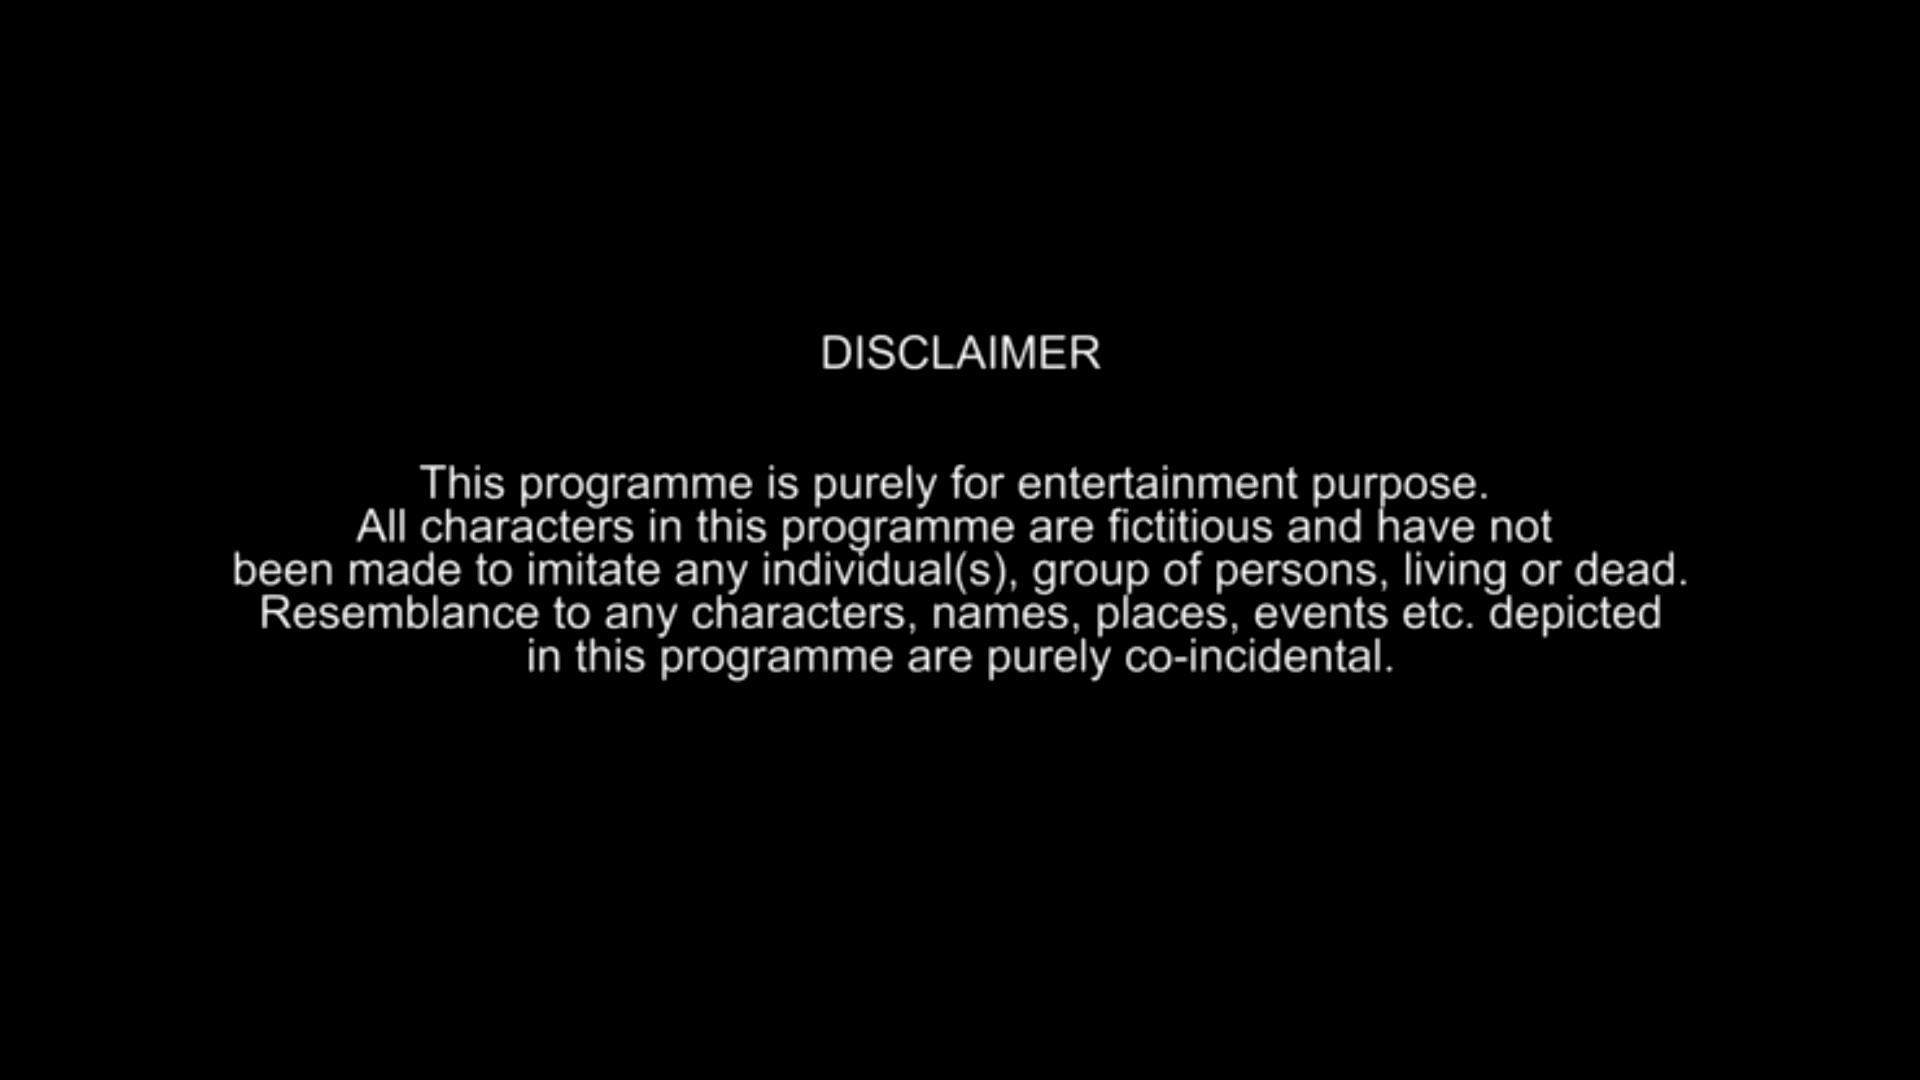 DISCLAIMER
This programme is purely for entertainment purpose.
All characters in this programme are fictitious and have not
been made to imitate any individual(s), group of persons, living or dead.
Resemblance to any characters, names, places, events etc. depicted
in this programme are purely co-incidental.